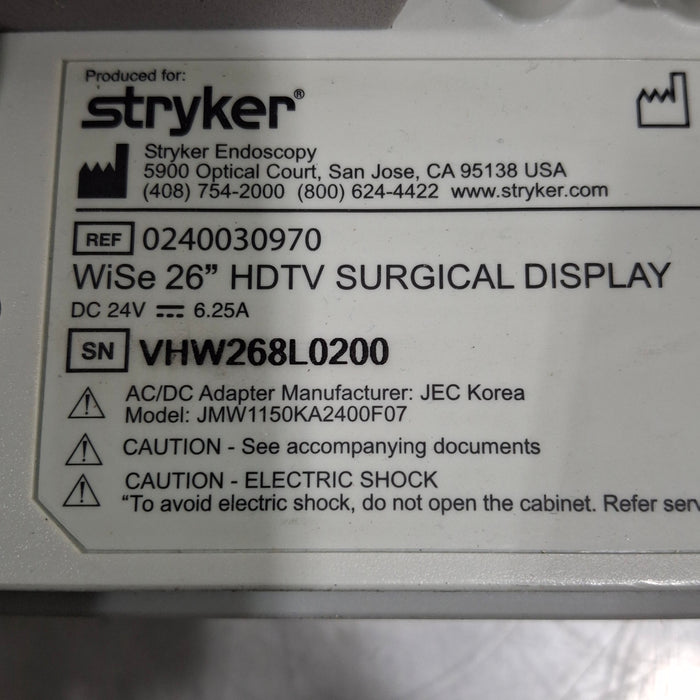 Produced for:
stryker®
Stryker Endoscopy
5900 Optical Court, San Jose, CA 95138 USA
(408) 754-2000 (800) 624-4422 www.stryker.com
REF 0240030970
WiSe 26” HDTV SURGICAL DISPLAY
DC 24V 6.25A
SN VHW268L0200
AC/DC Adapter Manufacturer: JEC Korea
Model: JMW1150KA2400F07
CAUTION - See accompanying documents
CAUTION - ELECTRIC SHOCK
“To avoid electric shock, do not open the cabinet. Refer serv